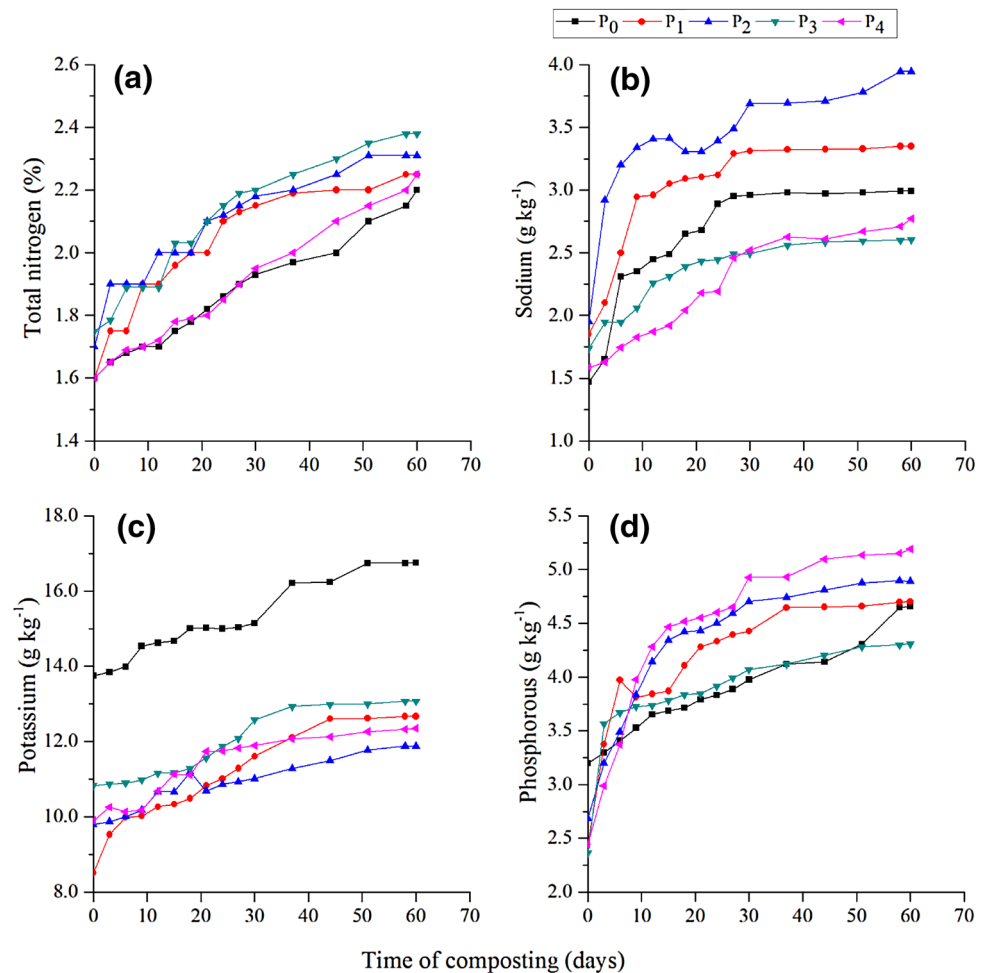 P0 P1 P2 P3 P4
(a)
Total nitrogen (%)
2.6
2.4
2.2
2.0
1.8
1.6
1.4
0 10 20 30 40 50 60 70
(b)
Sodium (g kg-1)
4.0
3.5
3.0
2.5
2.0
1.5
1.0
0 10 20 30 40 50 60 70
(c)
Potassium (g kg-1)
18.0
16.0
14.0
12.0
10.0
8.0
0 10 20 30 40 50 60 70
(d)
Phosphorous (g kg-1)
5.5
5.0
4.5
4.0
3.5
3.0
2.5
2.0
0 10 20 30 40 50 60 70
Time of composting (days)